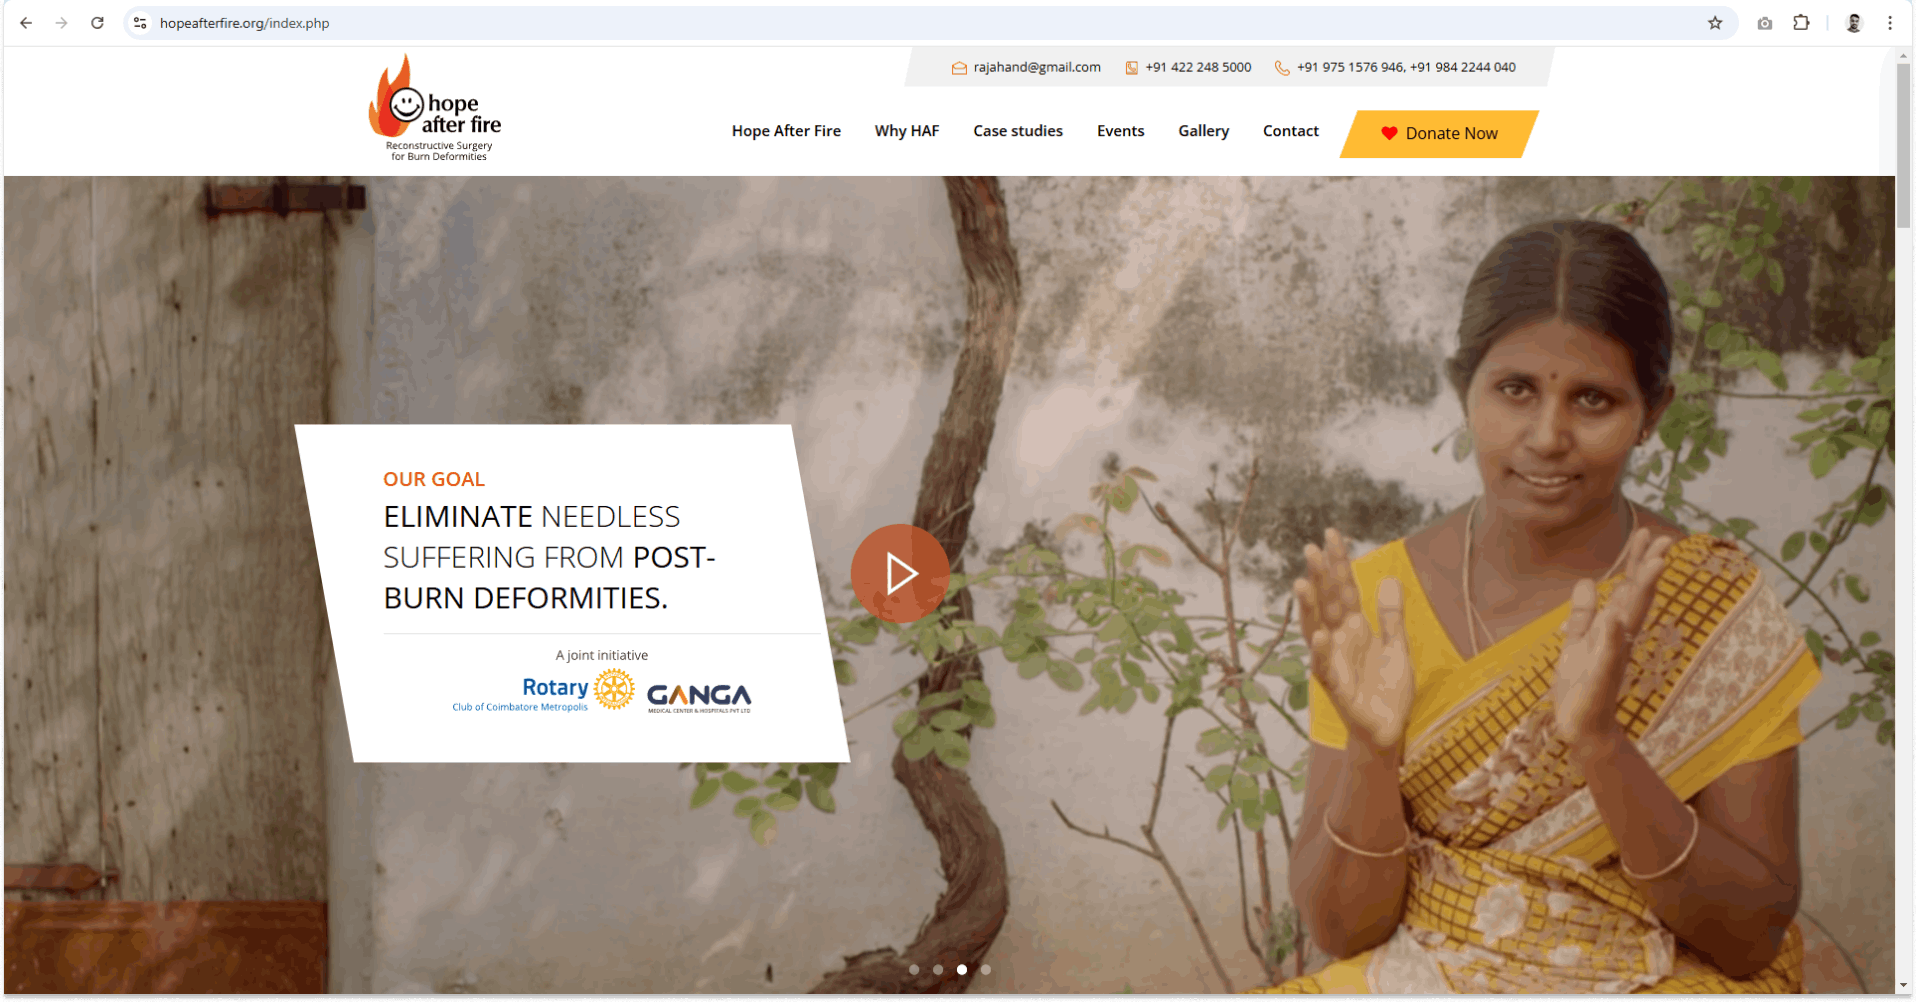 hopeafterfire.org/index.php
rajahand@gmail.com +91 422 248 5000 +91 975 1576 946, +91 984 2244 040
hope
after fire
Reconstructive Surgery
for Burn Deformities
Hope After Fire Why HAF Case studies Events Gallery Contact Donate Now
OUR GOAL
ELIMINATE NEEDLESS
SUFFERING FROM POST-
BURN DEFORMITIES.
A joint initiative
Rotary
Club of Coimbatore Metropolis
GANGA
MEDICAL CENTER & HOSPITALS PVT LTD